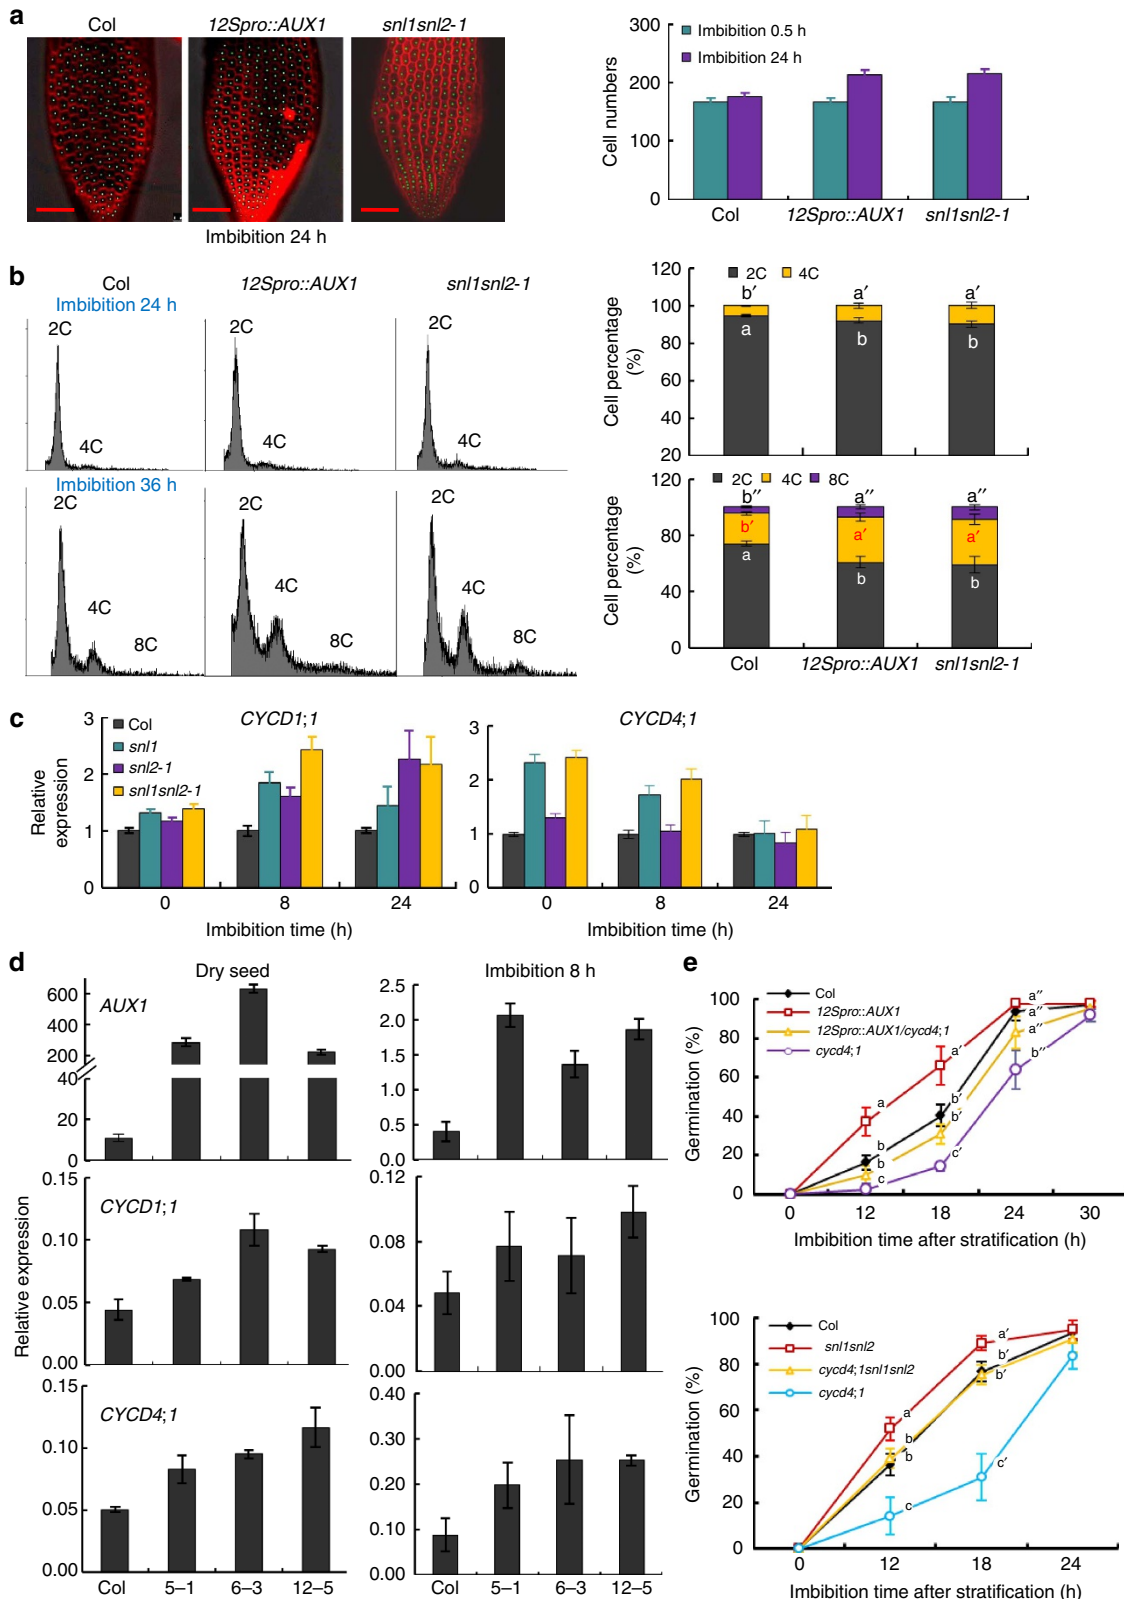 a
Col
12Spro::AUX1
snl1snl2-1
Imbibition 24 h
Cell numbers
300
200
100
0
Imbibition 0.5 h
Imbibition 24 h
Col
12Spro::AUX1
snl1snl2-1
b
Col
12Spro::AUX1
snl1snl2-1
Imbibition 24 h
2C
4C
2C
4C
2C
4C
Imbibition 36 h
2C
4C
8C
2C
4C
8C
2C
4C
8C
Cell percentage
(%)
120
100
80
60
40
20
2C
4C
b′
a′
a′
a
b
b
Cell percentage
(%)
120
80
40
0
2C
4C
8C
b″
a″
a″
b′
a′
a′
a
b
b
Col
12Spro::AUX1
snl1snl2-1
c
Relative
expression
3
2
1
0
Col
snl1
snl2-1
snl1snl2-1
CYCD1;1
0
8
24
Imbibition time (h)
CYCD4;1
3
2
1
0
0
8
24
Imbibition time (h)
d
Dry seed
Imbibition 8 h
Relative expression
AUX1
600
400
200
40
20
0
2.5
2.0
1.5
1.0
0.5
0.0
CYCD1;1
0.15
0.10
0.05
0.00
0.12
0.08
0.04
0.00
CYCD4;1
0.15
0.10
0.05
0.00
0.40
0.30
0.20
0.10
0.00
Col
5–1
6–3
12–5
Col
5–1
6–3
12–5
e
Germination (%)
100
80
60
40
20
0
Col
12Spro::AUX1
12Spro::AUX1/cycd4;1
cycd4;1
a
b
b
c
a′
b′
b′
c′
a″
a″
a″
b″
0
12
18
24
30
Imbibition time after stratification (h)
Germination (%)
100
80
60
40
20
0
Col
snl1snl2
cycd4;1snl1snl2
cycd4;1
a
b
b
c
a′
b′
b′
c′
0
12
18
24
Imbibition time after stratification (h)